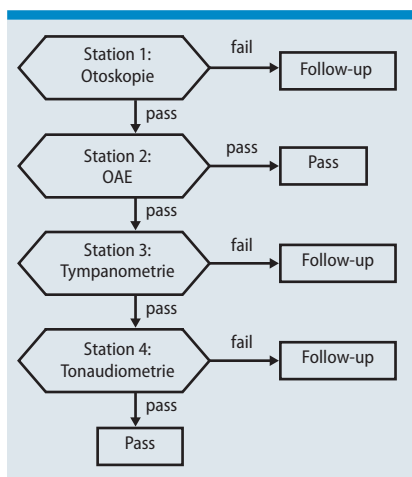 Station 1:
Otoskopie
fail
Follow-up
pass
Station 2:
OAE
pass
Pass
pass
Station 3:
Tympanometrie
fail
Follow-up
pass
Station 4:
Tonaudiometrie
fail
Follow-up
pass
Pass